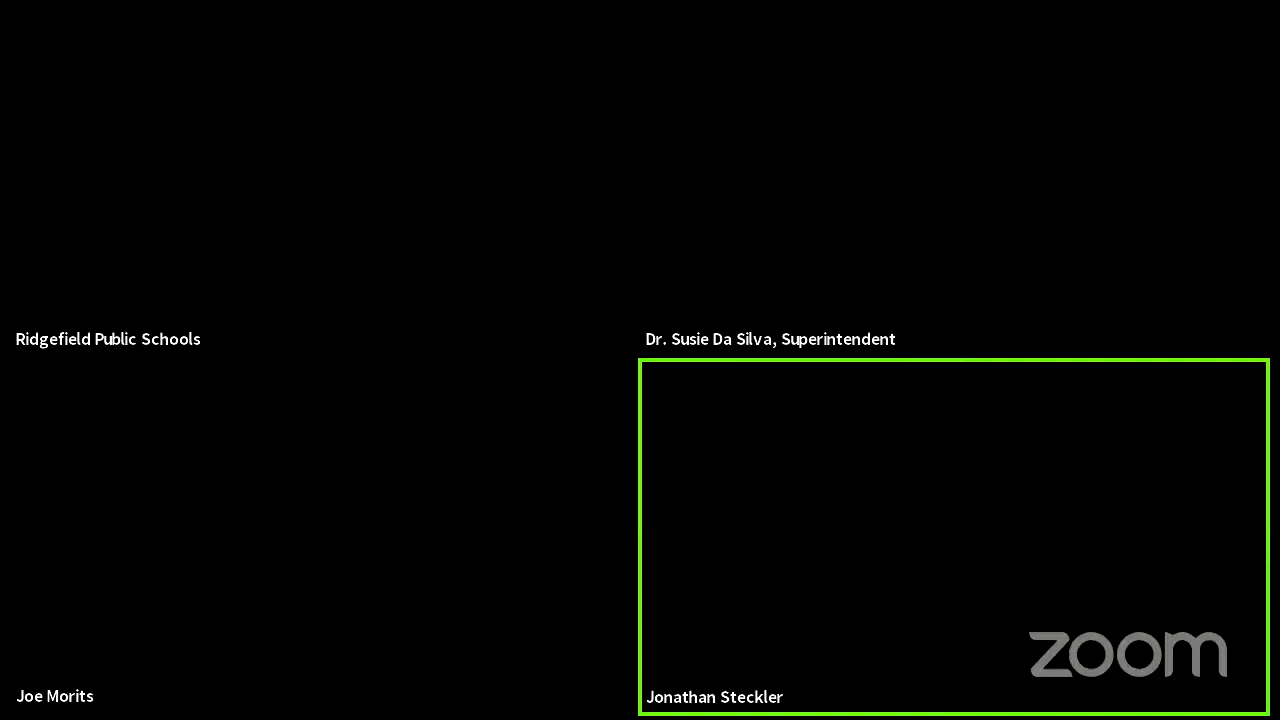 Ridgefield Public Schools
Dr. Susie Da Silva, Superintendent
Joe Morits
Jonathan Steckler
zoom